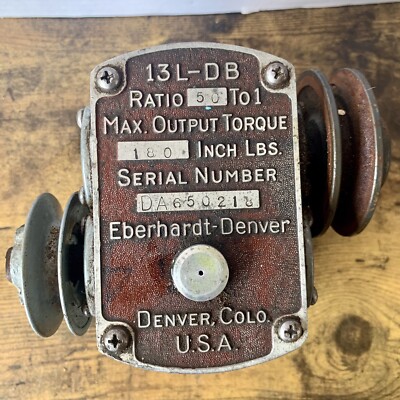 13L-DB
RATIO 50 TO 1
MAX. OUTPUT TORQUE
180 INCH LBS.
SERIAL NUMBER
DA650218
Eberhardt-Denver
DENVER, COLO.
U.S.A.